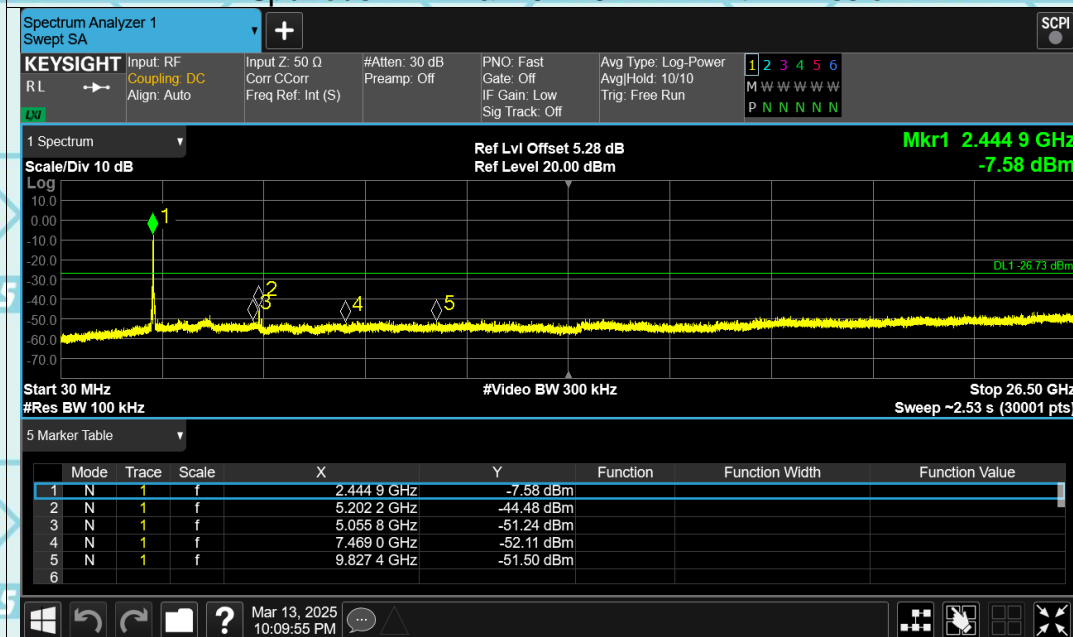 Spectrum Analyzer 1
Swept SA
+
SCPI
KEYSIGHT
RL
LXI
Input: RF
Coupling: DC
Align: Auto
Input Z: 50 Ω
Corr CCorr
Freq Ref: Int (S)
#Atten: 30 dB
Preamp: Off
PNO: Fast
Gate: Off
IF Gain: Low
Sig Track: Off
Avg Type: Log-Power
Avg|Hold: 10/10
Trig: Free Run
1 2 3 4 5 6
M W W W W W
P N N N N N
1 Spectrum
Scale/Div 10 dB
Log
Ref Lvl Offset 5.28 dB
Ref Level 20.00 dBm
Mkr1 2.444 9 GHz
-7.58 dBm
10.0
0.00
-10.0
-20.0
-30.0
-40.0
-50.0
-60.0
-70.0
1
2
3
4
5
DL1 -26.73 dBm
Start 30 MHz
#Res BW 100 kHz
#Video BW 300 kHz
Stop 26.50 GHz
Sweep ~2.53 s (30001 pts)
5 Marker Table
Mode Trace Scale X Y Function Function Width Function Value
1 N 1 f 2.444 9 GHz -7.58 dBm
2 N 1 f 5.202 2 GHz -44.48 dBm
3 N 1 f 5.055 8 GHz -51.24 dBm
4 N 1 f 7.469 0 GHz -52.11 dBm
5 N 1 f 9.827 4 GHz -51.50 dBm
6
?
Mar 13, 2025
10:09:55 PM